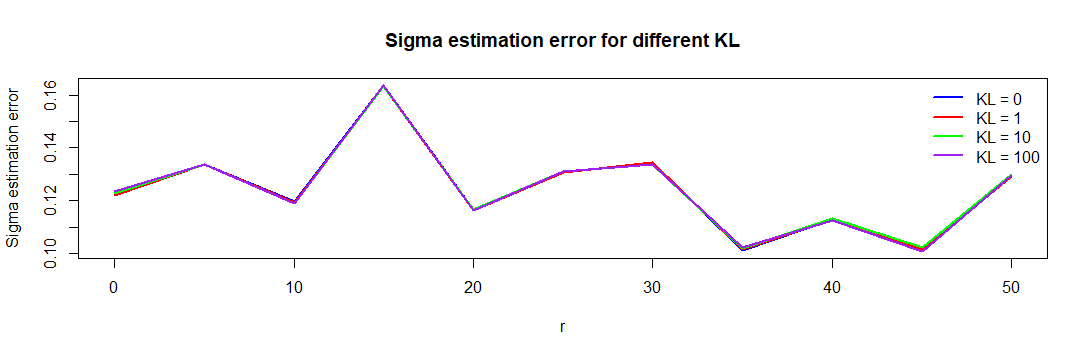 Sigma estimation error for different KL
Sigma estimation error
0.16
0.14
0.12
0.10
KL = 0
KL = 1
KL = 10
KL = 100
0 10 20 30 40 50
r